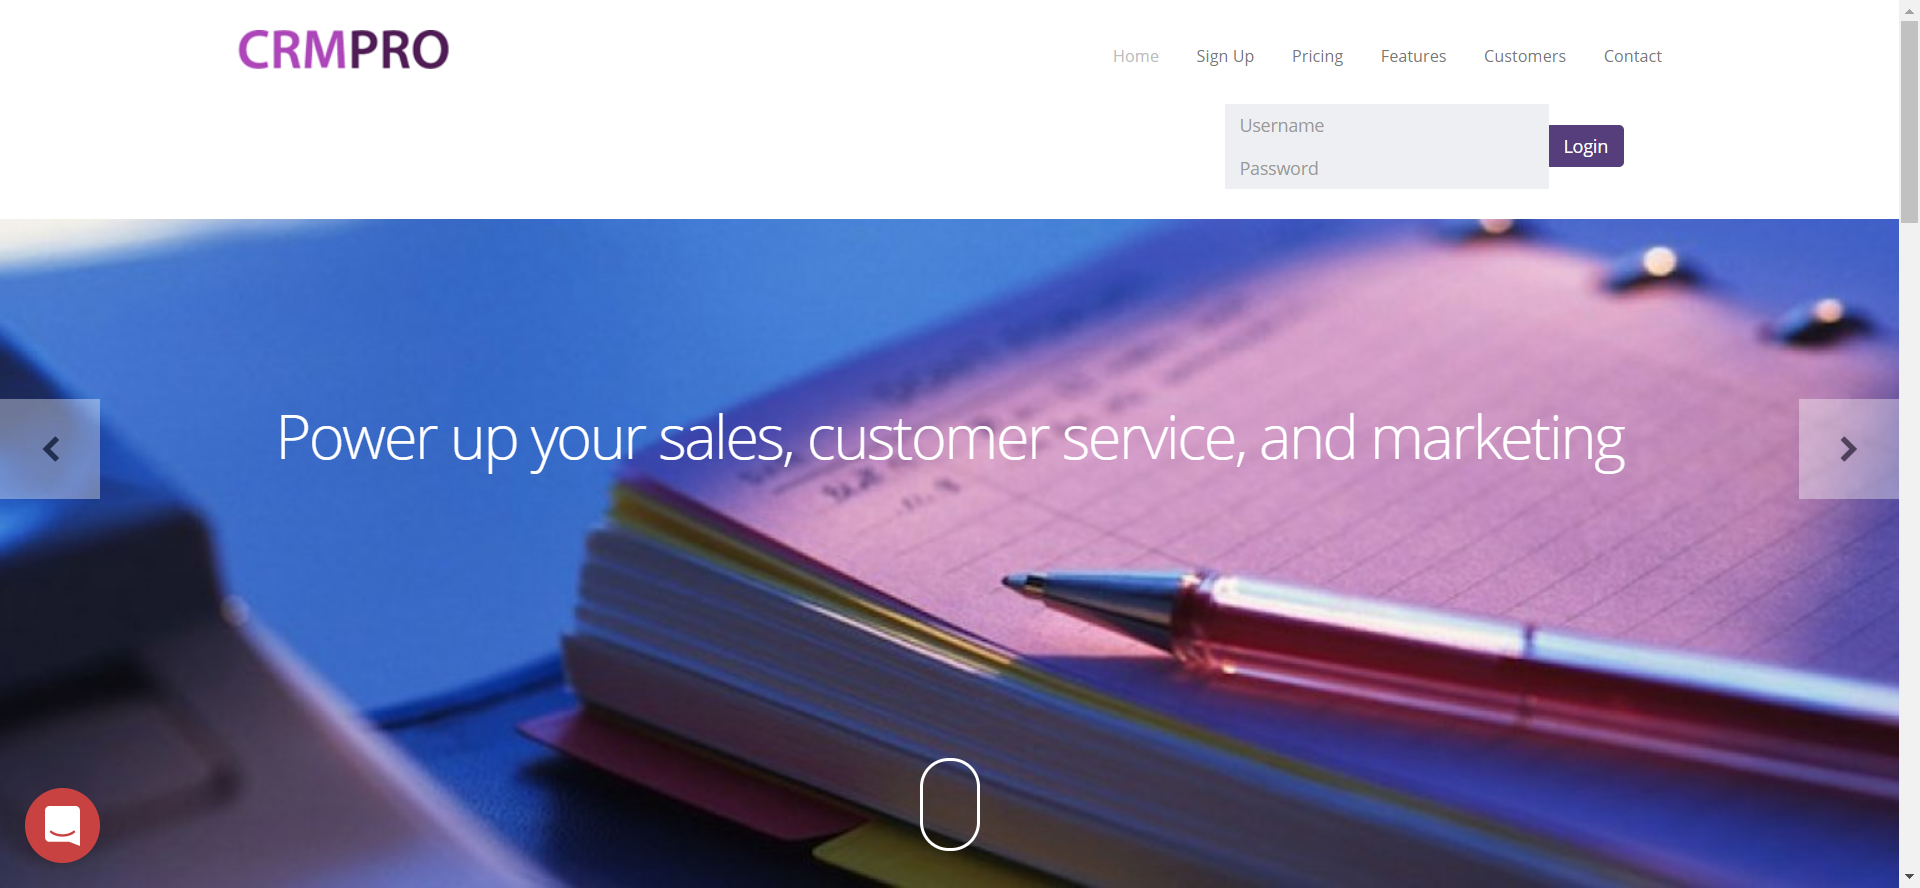 CRMPRO
Home Sign Up Pricing Features Customers Contact
Username
Password
Login
Power up your sales, customer service, and marketing